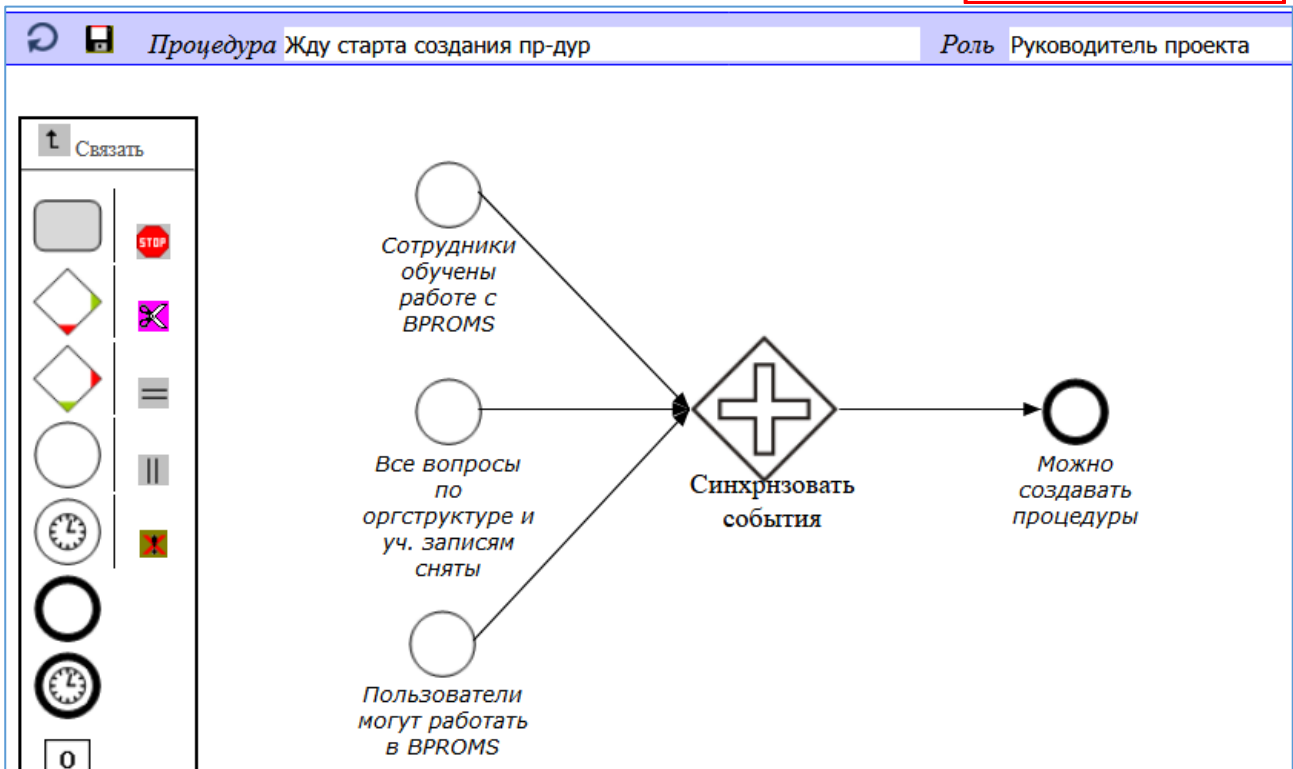 Процедура Жду старта создания пр-дур Роль Руководитель проекта
Связать
STOP
0
Сотрудники
обучены
работе с
BPROMS
Все вопросы
по
оргструктуре и
уч. записям
сняты
Пользователи
могут работать
в BPROMS
Синхрнзовать
события
Можно
создавать
процедуры